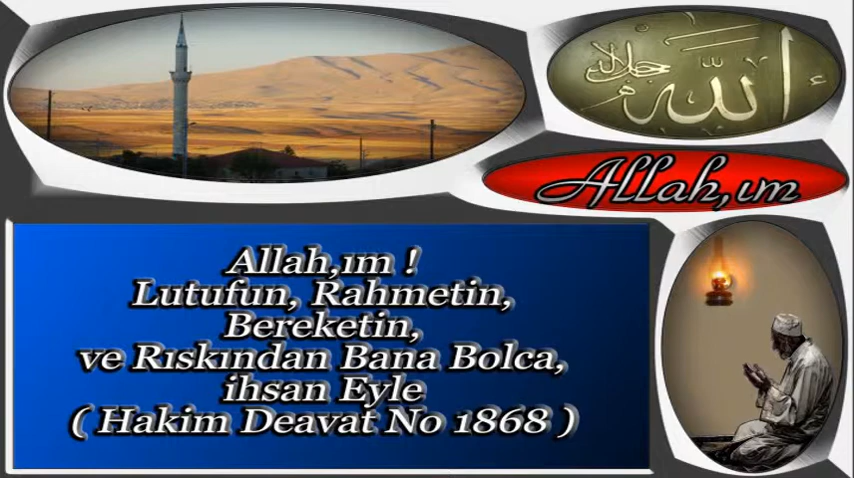 الله جل جلاله
Allah,ım
Allah,ım !
Lutufun, Rahmetin,
Bereketin,
ve Rıskından Bana Bolca,
ihsan Eyle
( Hakim Deavat No 1868 )